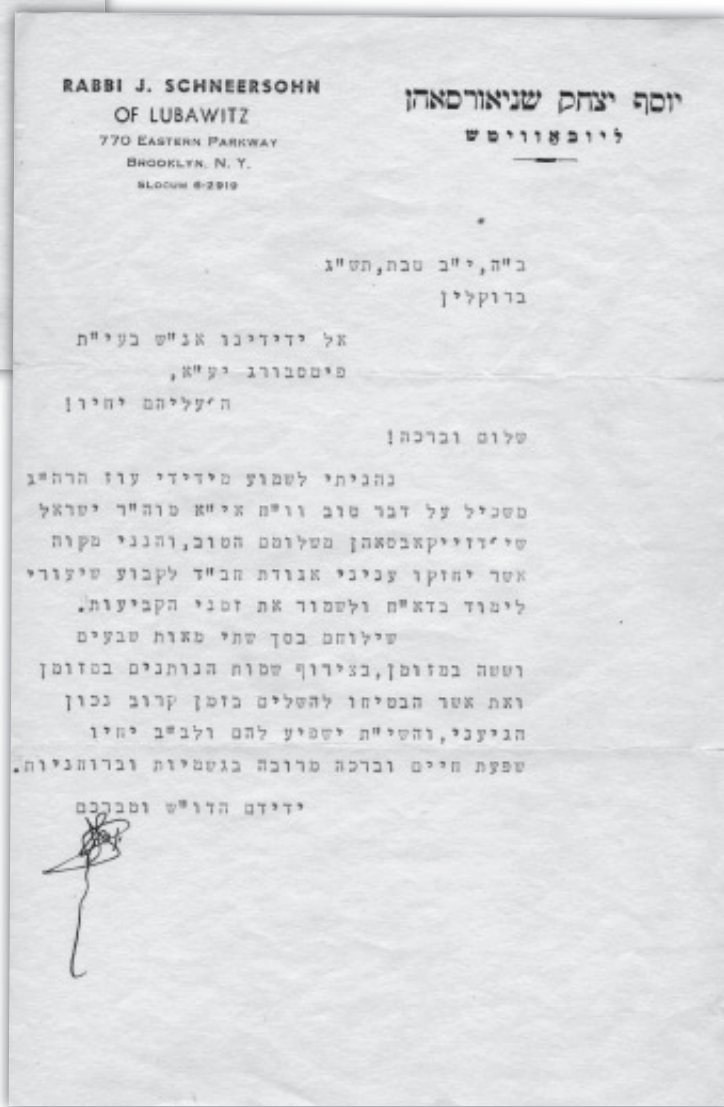 RABBI J. SCHNEERSOHN
OF LUBAWITZ
770 EASTERN PARKWAY
BROOKLYN, N. Y.
SLOCUM 6-2919
יוסף יצחק שניאורסאהן
ליובאוויטש
ב"ה, י"ב טבת, תש"ג
ברוקלין
אל ידידינו אנ"ש בעי"ת
פיטסבורג יע"א,
ה' עליהם יחיו!
שלום וברכה!
נהניתי לשמוע מידידי עוז הרה"ג
משכיל על דבר טוב וו"ח אי"א מוה"ר ישראל
שי' דזייקאבסאהן משלומם הטוב, והנני מקוה
אשר יחזקו עניני אגודת חב"ד לקבוע שיעורי
לימוד בדא"ח ולשמור את זמני הקביעות.
שילוחם בסך שתי מאות שבעים
וששה במזומן, בצירוף שמות הנותנים במזומן
ואת אשר הבטיחו להשלים בזמן קרוב נכון
הגיעני, והשי"ת ישפיע להם ולב"ב יחיו
שפעת חיים וברכה מרובה בגשמיות וברוחניות.
ידידם הדו"ש ומברכם